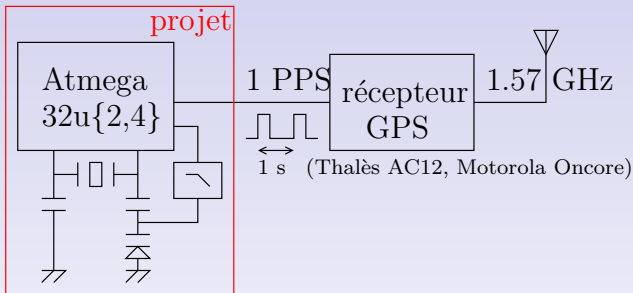 projet
Atmega
32u{2,4}
1 PPS
récepteur
GPS
1.57 GHz
1 s
(Thalès AC12, Motorola Oncore)